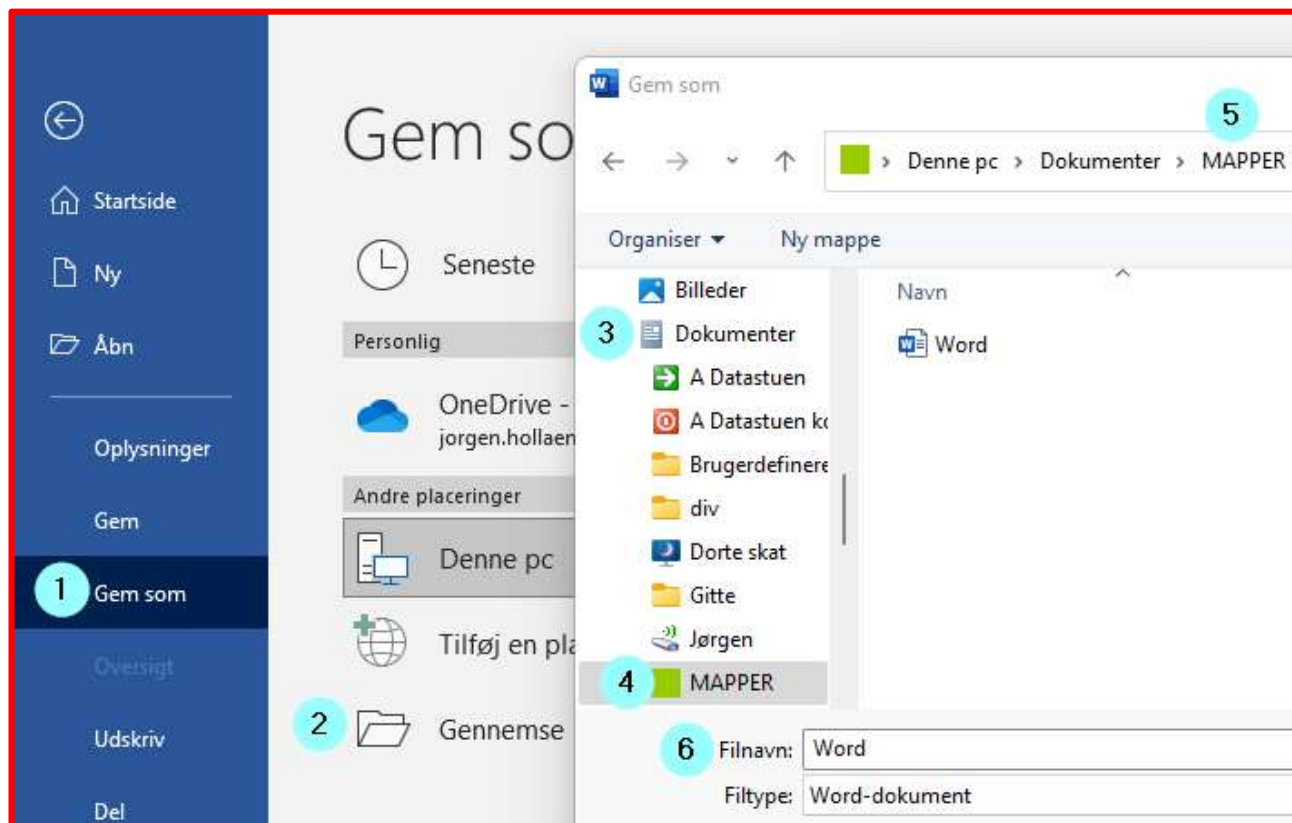 Startside
Ny
Åbn
Oplysninger
Gem
1 Gem som
Oversigt
Udskriv
Del
Gem so
Seneste
Personlig
OneDrive -
jorgen.hollaen
Andre placeringer
Denne pc
Tilføj en pla
2 Gennemse
W Gem som
5
Denne pc > Dokumenter > MAPPER
Organiser Ny mappe
Billeder
3 Dokumenter
A Datastuen
A Datastuen ko
Brugerdefinere
div
Dorte skat
Gitte
Jørgen
4 MAPPER
Navn
W Word
6 Filnavn: Word
Filtype: Word-dokument